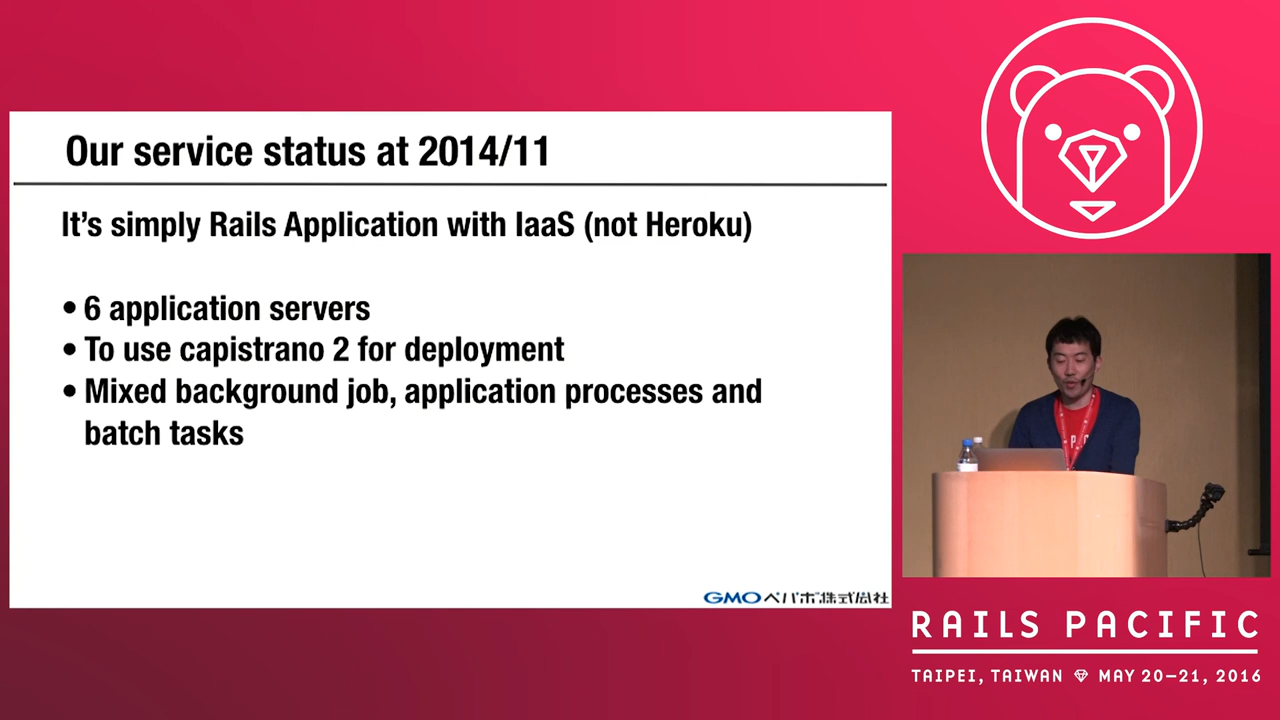 Our service status at 2014/11
It's simply Rails Application with IaaS (not Heroku)
• 6 application servers
• To use capistrano 2 for deployment
• Mixed background job, application processes and
batch tasks
GMOペパボ株式会社
RAILS PACIFIC
TAIPEI, TAIWAN MAY 20–21, 2016